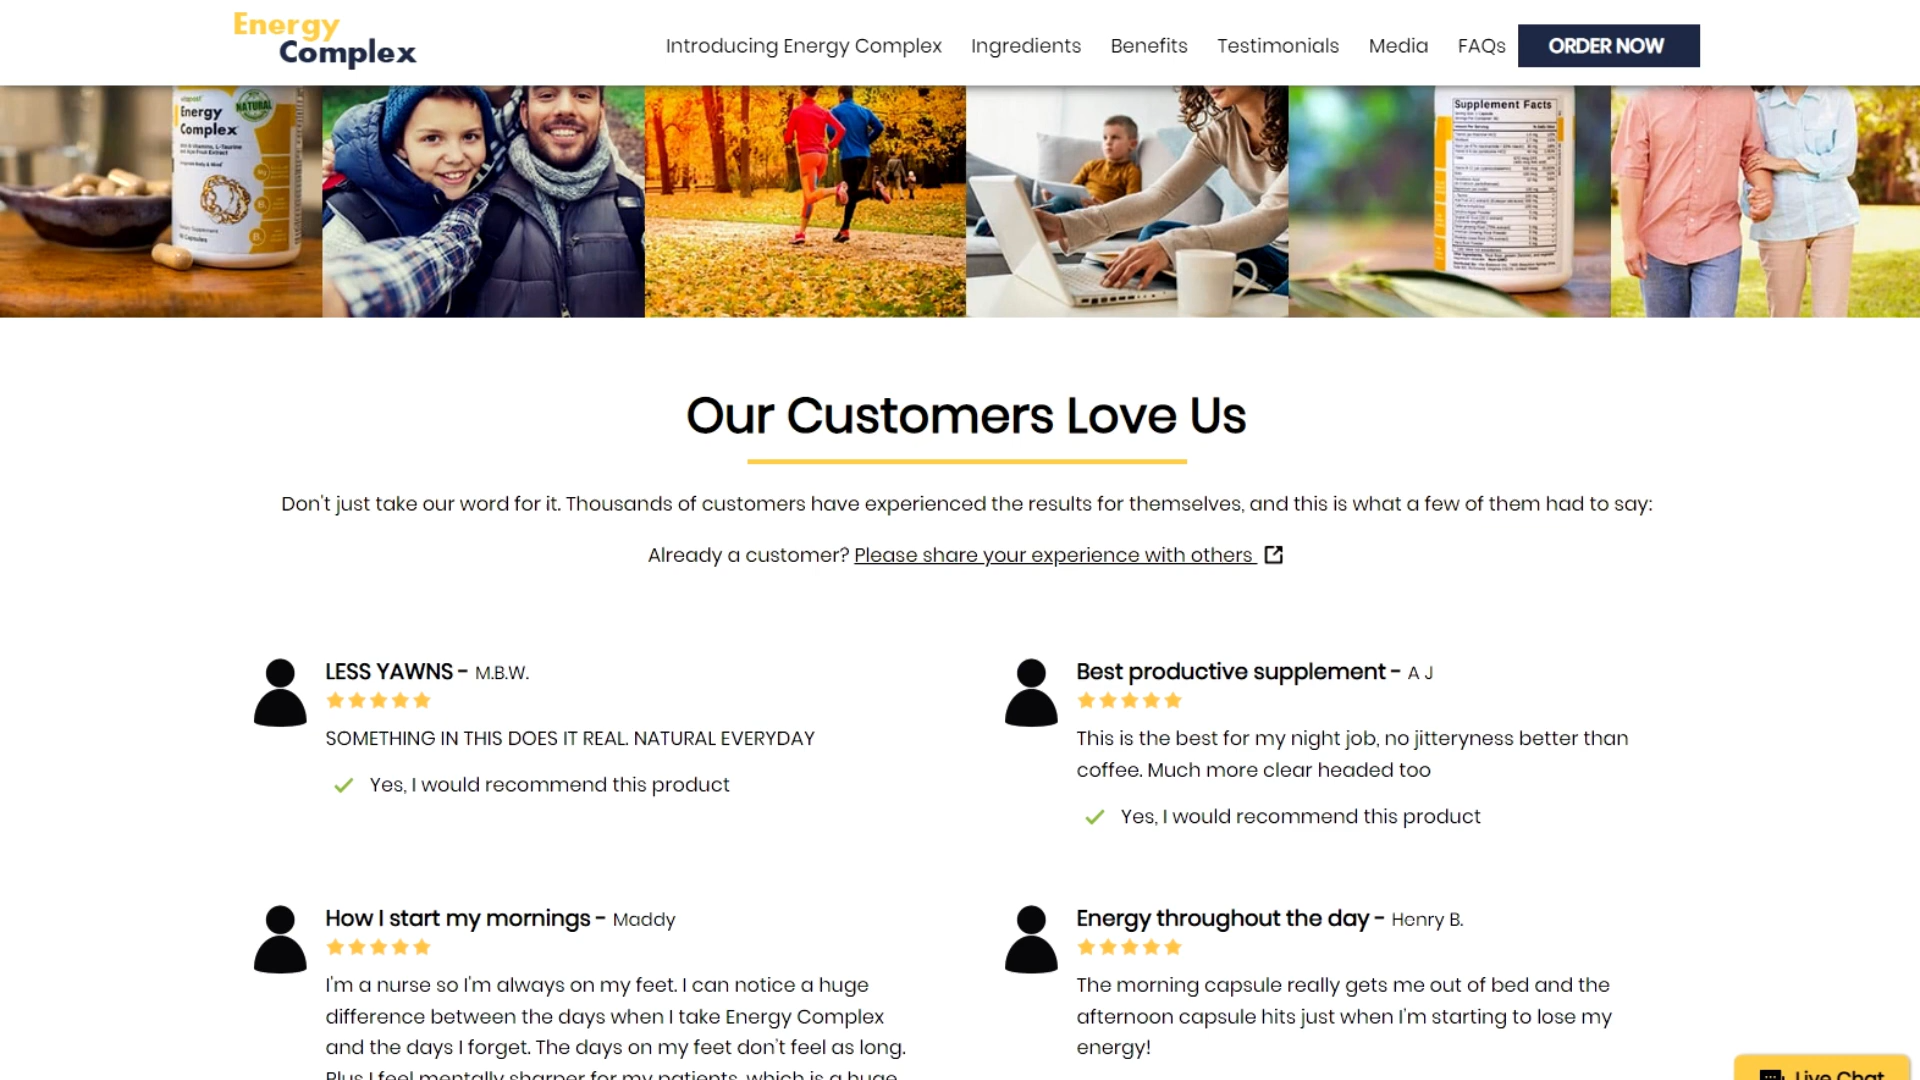 Energy
Complex
Introducing Energy Complex
Ingredients
Benefits
Testimonials
Media
FAQs
ORDER NOW
NATURAL
Energy
Complex
Supplement Facts
Our Customers Love Us
Don't just take our word for it. Thousands of customers have experienced the results for themselves, and this is what a few of them had to say:
Already a customer? Please share your experience with others
LESS YAWNS - M.B.W.
SOMETHING IN THIS DOES IT REAL. NATURAL EVERYDAY
Yes, I would recommend this product
Best productive supplement - A J
This is the best for my night job, no jitteryness better than
coffee. Much more clear headed too
Yes, I would recommend this product
How I start my mornings - Maddy
I'm a nurse so I'm always on my feet. I can notice a huge
difference between the days when I take Energy Complex
and the days I forget. The days on my feet don't feel as long.
Plus I feel mentally sharper for my patients, which is a huge
Energy throughout the day - Henry B.
The morning capsule really gets me out of bed and the
afternoon capsule hits just when I'm starting to lose my
energy!
Live Chat